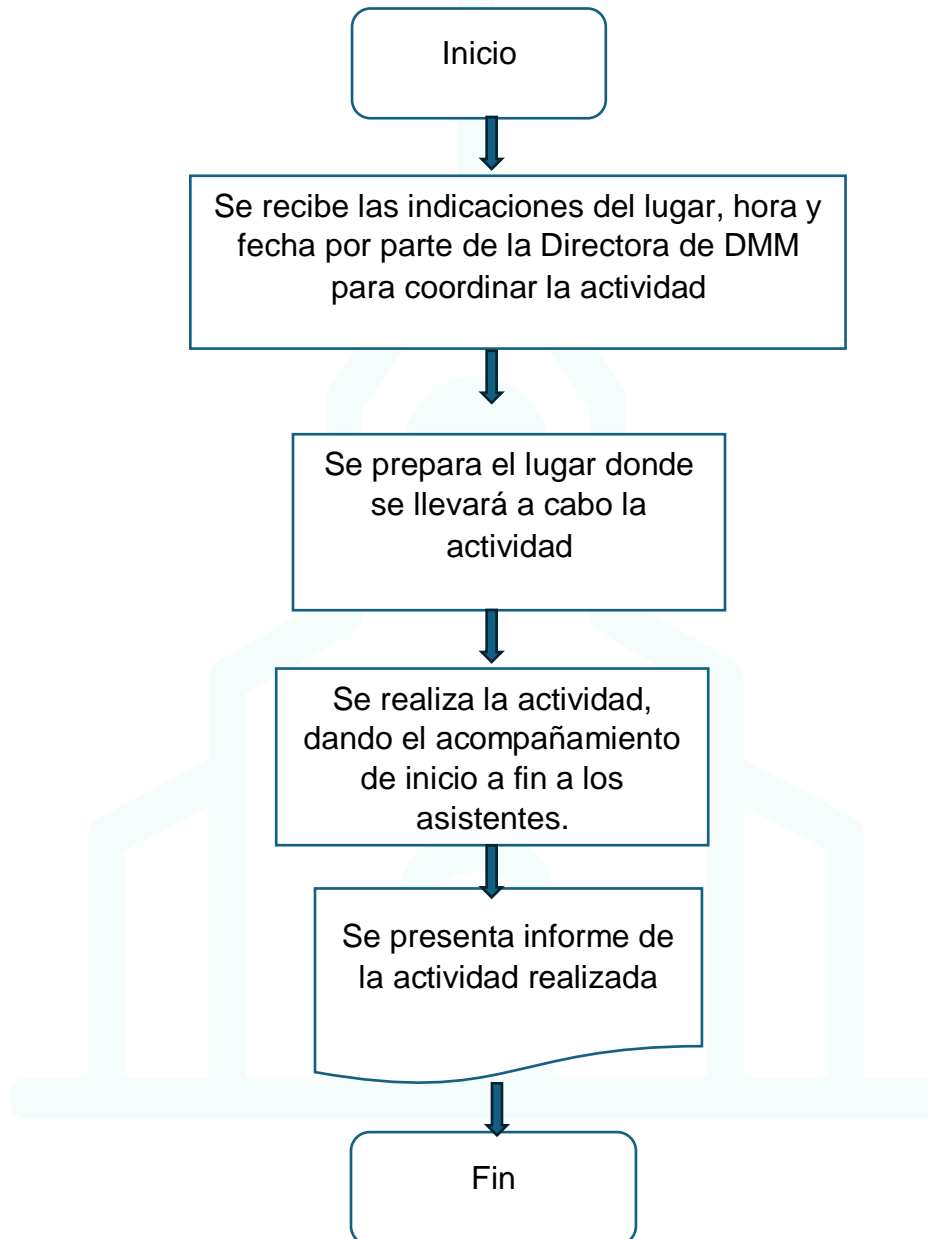 Inicio
Se recibe las indicaciones del lugar, hora y
fecha por parte de la Directora de DMM
para coordinar la actividad
Se prepara el lugar donde
se llevará a cabo la
actividad
Se realiza la actividad,
dando el acompañamiento
de inicio a fin a los
asistentes.
Se presenta informe de
la actividad realizada
Fin